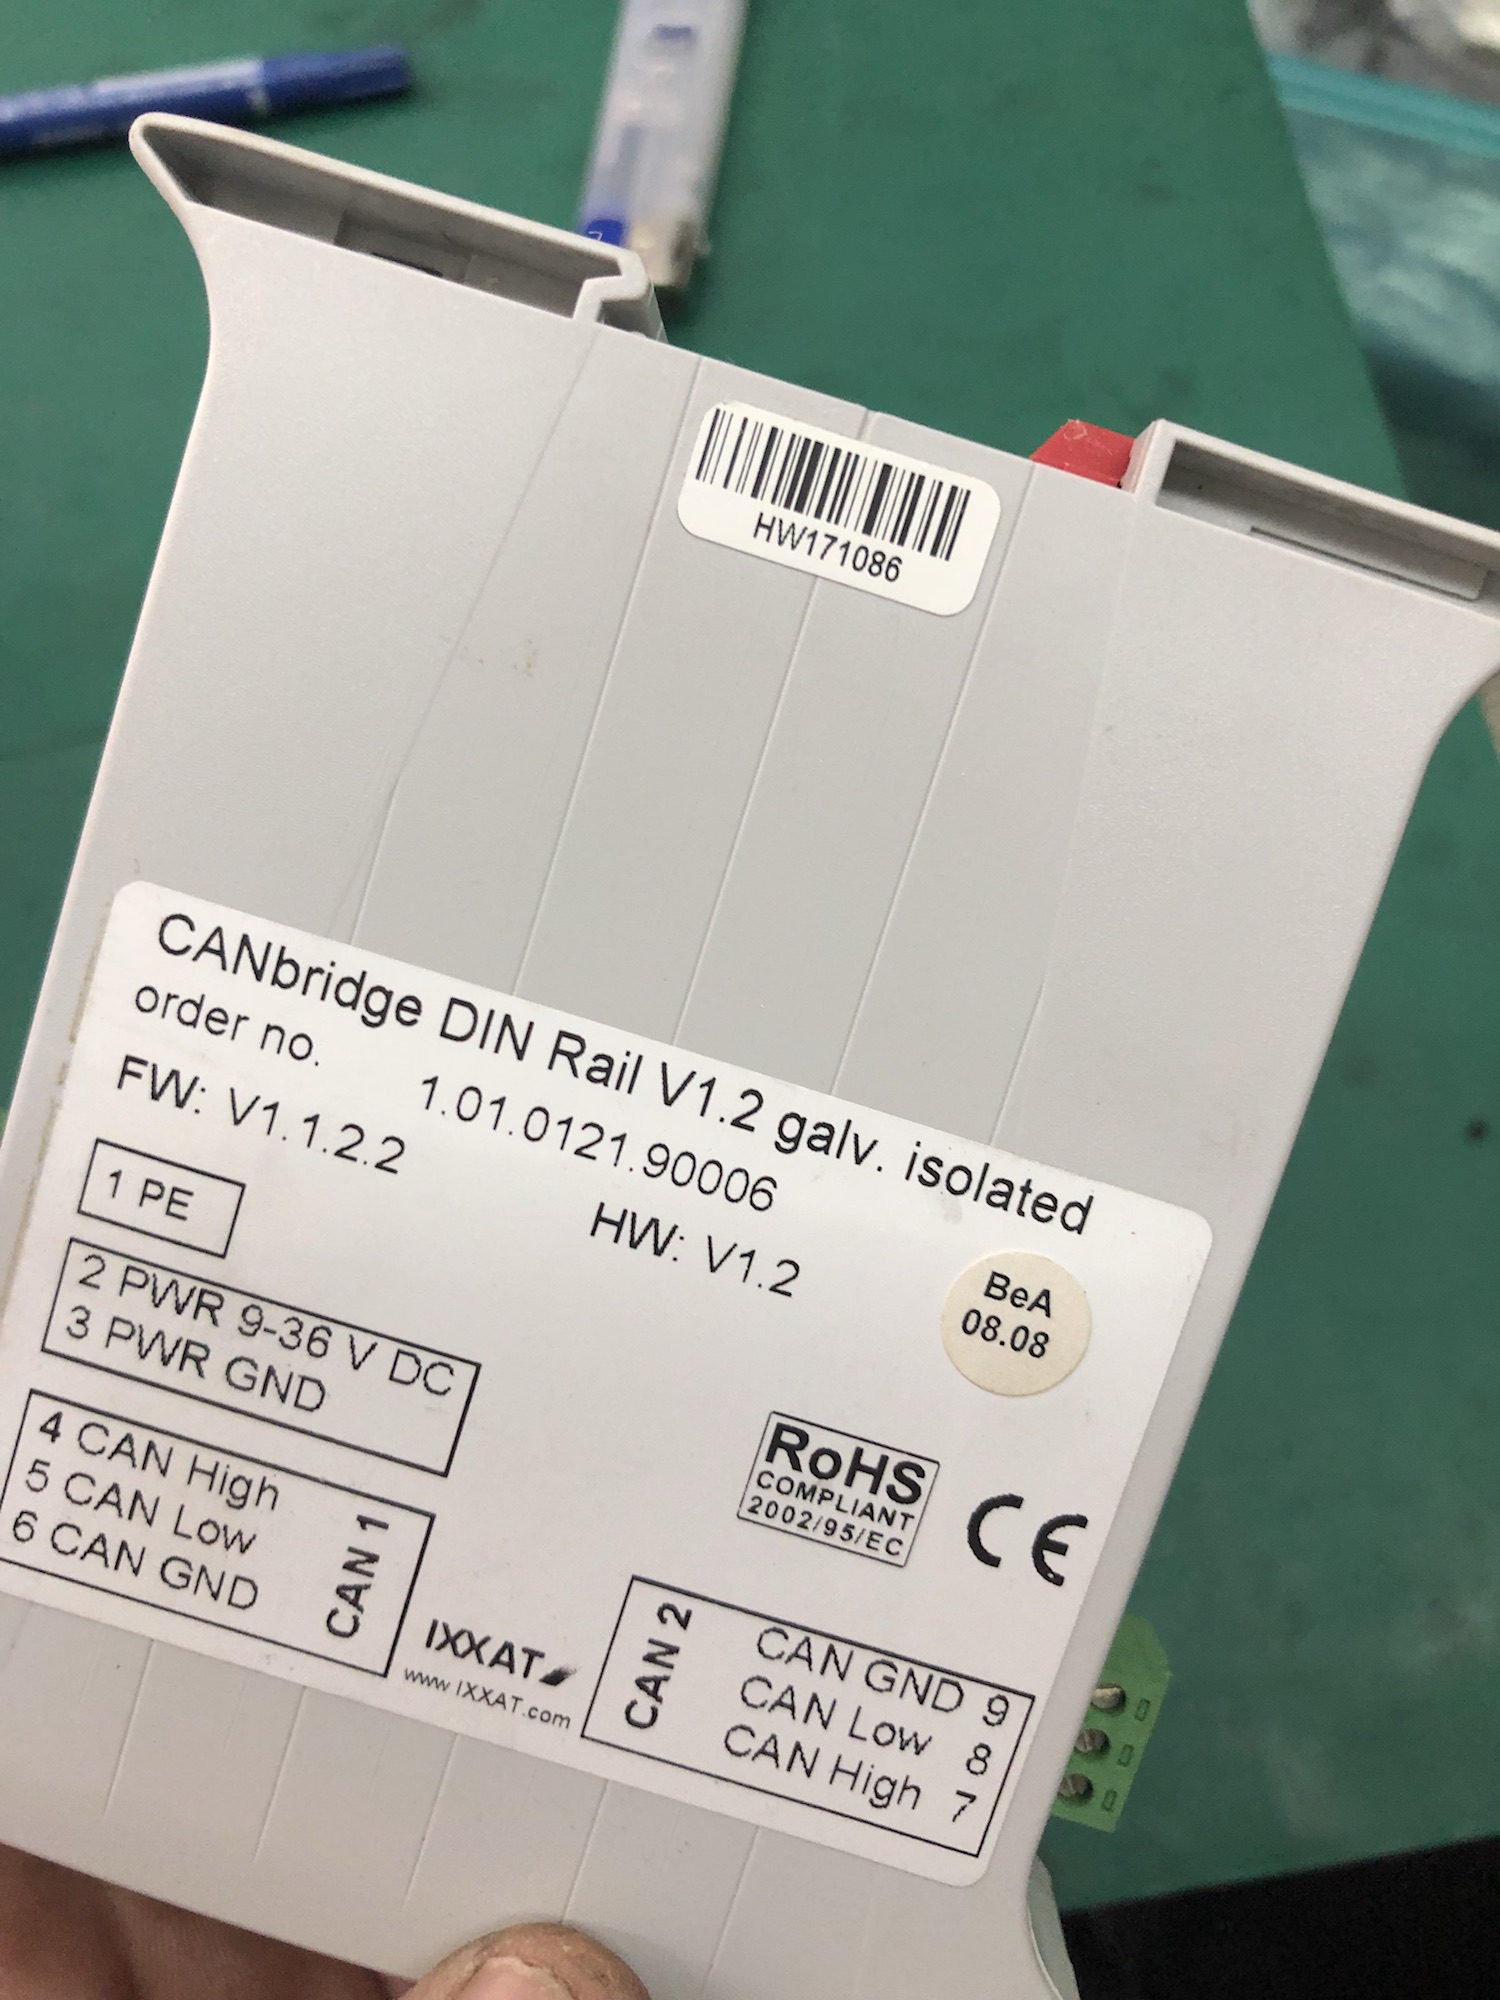 HW171086
CANbridge DIN Rail V1.2 galv. isolated
order no. 1.01.0121.90006
FW: V1.1.2.2 HW: V1.2
1 PE
2 PWR 9-36 V DC
3 PWR GND
4 CAN High
5 CAN Low
6 CAN GND
CAN 1
BeA
08.08
RoHS
COMPLIANT
2002/95/EC
CE
IXXAT
www.IXXAT.com
CAN 2
CAN GND 9
CAN Low 8
CAN High 7